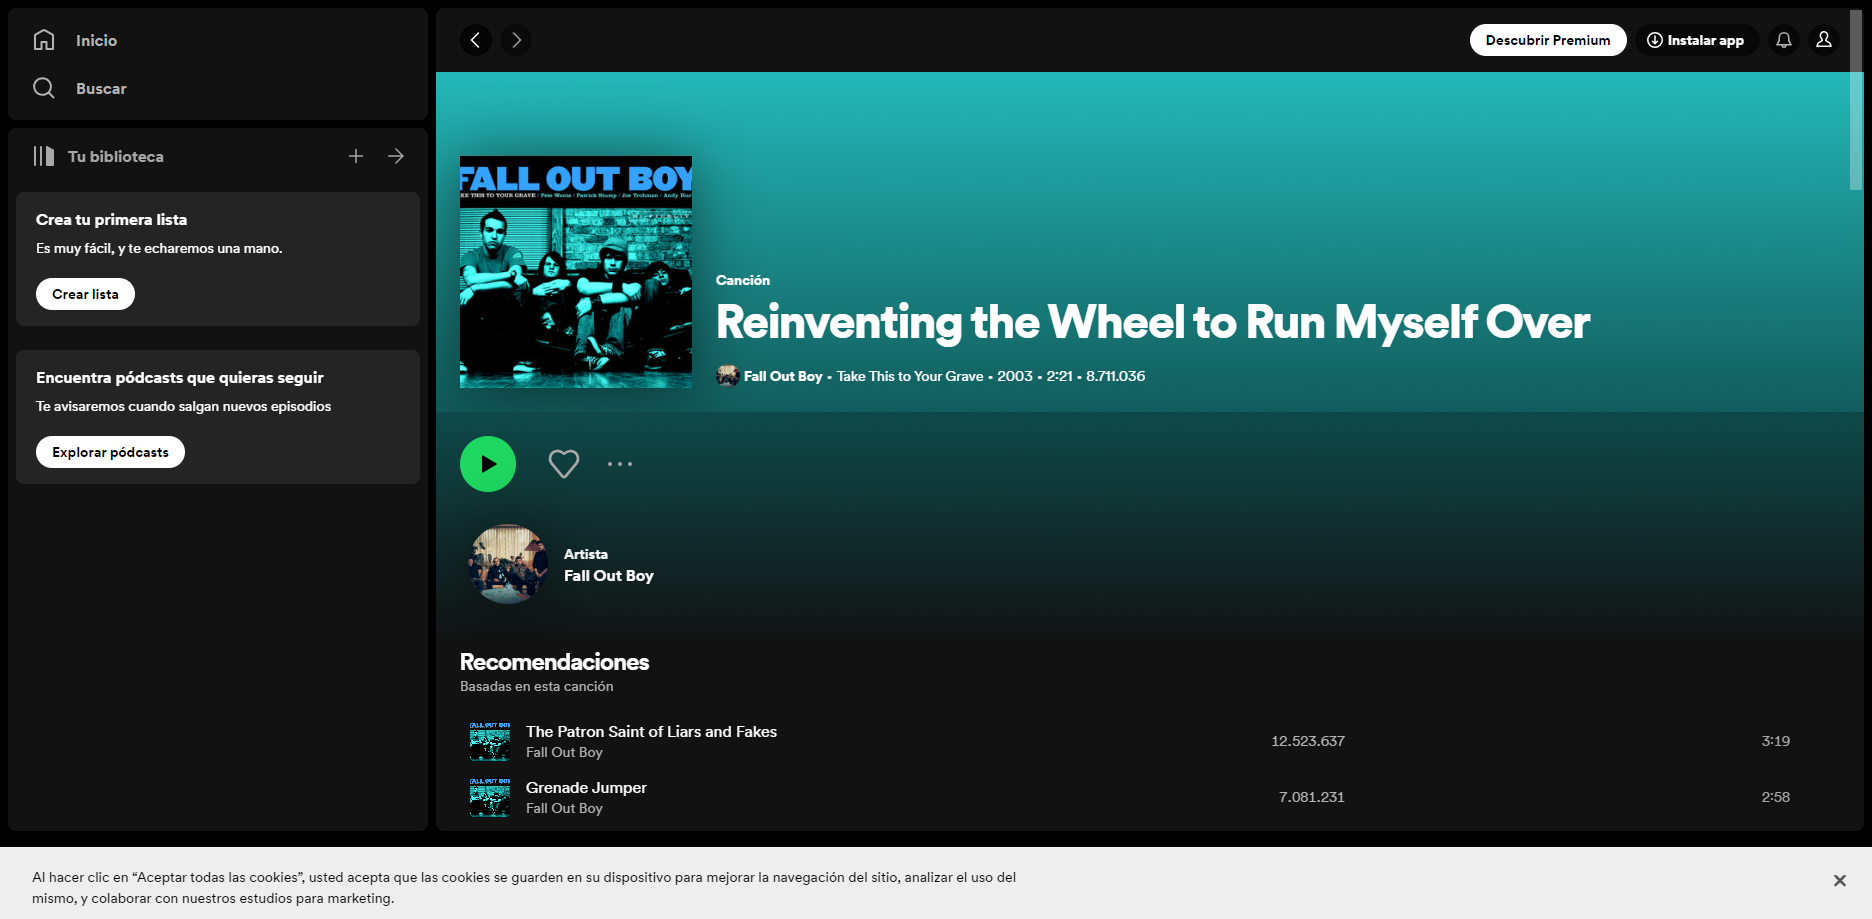 Inicio
Buscar
Tu biblioteca
Crea tu primera lista
Es muy fácil, y te echaremos una mano.
Crear lista
Encuentra pódcasts que quieras seguir
Te avisaremos cuando salgan nuevos episodios
Explorar pódcasts
Descubrir Premium
Instalar app
FALL OUT BOY
KE THIS TO YOUR GRAVE / Pete Wentz / Patrick Stump / Joe Trohman / Andy Hur
Canción
Reinventing the Wheel to Run Myself Over
Fall Out Boy • Take This to Your Grave • 2003 • 2:21 • 8.711.036
Artista
Fall Out Boy
Recomendaciones
Basadas en esta canción
FALL OUT BOY
The Patron Saint of Liars and Fakes
Fall Out Boy
12.523.637
3:19
FALL OUT BOY
Grenade Jumper
Fall Out Boy
7.081.231
2:58
Al hacer clic en “Aceptar todas las cookies”, usted acepta que las cookies se guarden en su dispositivo para mejorar la navegación del sitio, analizar el uso del
mismo, y colaborar con nuestros estudios para marketing.